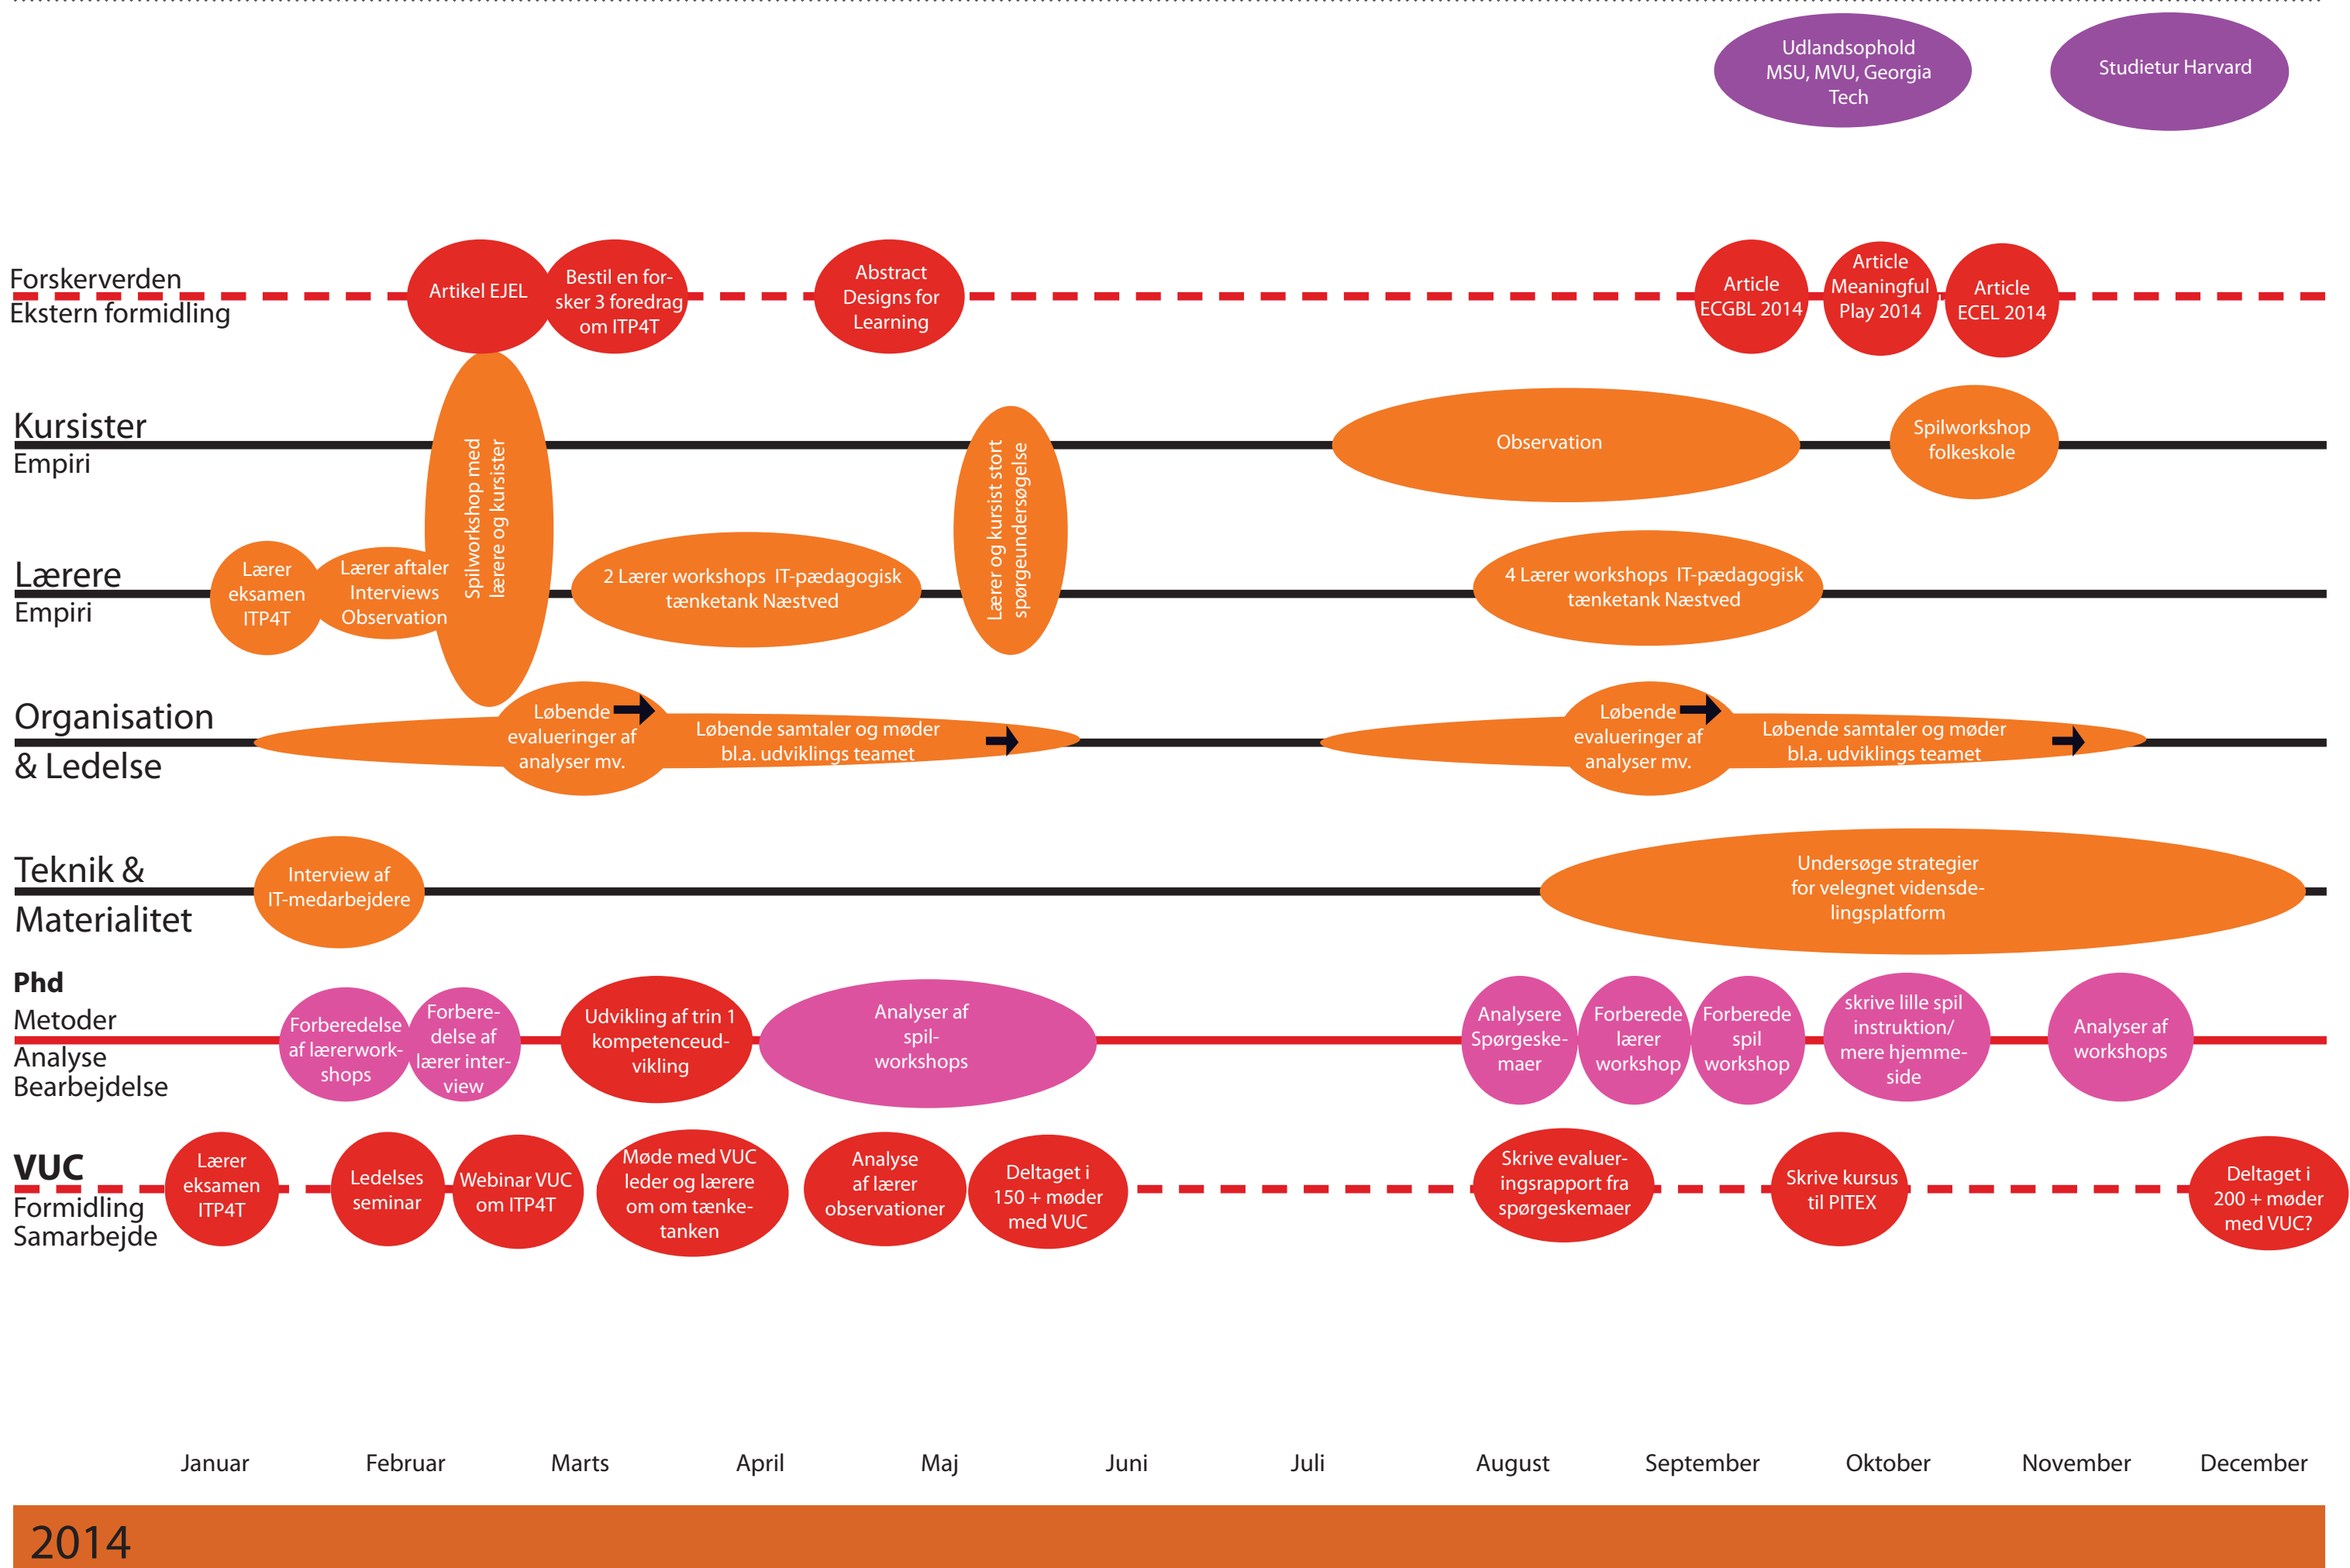 Udlandsophold
MSU, MVU, Georgia
Tech
Studietur Harvard
Forskerverden
Ekstern formidling
Artikel EJEL
Bestil en for-
sker 3 foredrag
om ITP4T
Abstract
Designs for
Learning
Article
ECGBL 2014
Article
Meaningful
Play 2014
Article
ECEL 2014
Kursister
Empiri
Spilworkshop med
lærere og kursister
Lærer og kursist stort
spørgeundersøgelse
Observation
Spilworkshop
folkeskole
Lærere
Empiri
Lærer
eksamen
ITP4T
Lærer aftaler
Interviews
Observation
2 Lærer workshops IT-pædagogisk
tænketank Næstved
4 Lærer workshops IT-pædagogisk
tænketank Næstved
Organisation
& Ledelse
Løbende
evalueringer af
analyser mv.
Løbende samtaler og møder
bl.a. udviklings teamet
Løbende
evalueringer af
analyser mv.
Løbende samtaler og møder
bl.a. udviklings teamet
Teknik &
Materialitet
Interview af
IT-medarbejdere
Undersøge strategier
for velegnet vidensde-
lingsplatform
Phd
Metoder
Analyse
Bearbejdelse
Forberedelse
af lærerwork-
shops
Forbere-
delse af
lærer inter-
view
Udvikling af trin 1
kompetenceud-
vikling
Analyser af
spil-
workshops
Analysere
Spørgeske-
maer
Forberede
lærer
workshop
Forberede
spil
workshop
skrive lille spil
instruktion/
mere hjemme-
side
Analyser af
workshops
VUC
Formidling
Samarbejde
Lærer
eksamen
ITP4T
Ledelses
seminar
Webinar VUC
om ITP4T
Møde med VUC
leder og lærere
om om tænke-
tanken
Analyse
af lærer
observationer
Deltaget i
150 + møder
med VUC
Skrive evaluer-
ingsrapport fra
spørgeskemaer
Skrive kursus
til PITEX
Deltaget i
200 + møder
med VUC?
Januar
Februar
Marts
April
Maj
Juni
Juli
August
September
Oktober
November
December
2014